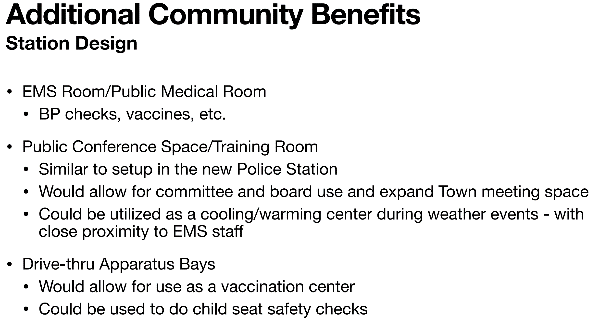 Additional Community Benefits
Station Design
• EMS Room/Public Medical Room
• BP checks, vaccines, etc.
• Public Conference Space/Training Room
• Similar to setup in the new Police Station
• Would allow for committee and board use and expand Town meeting space
• Could be utilized as a cooling/warming center during weather events - with
close proximity to EMS staff
• Drive-thru Apparatus Bays
• Would allow for use as a vaccination center
• Could be used to do child seat safety checks